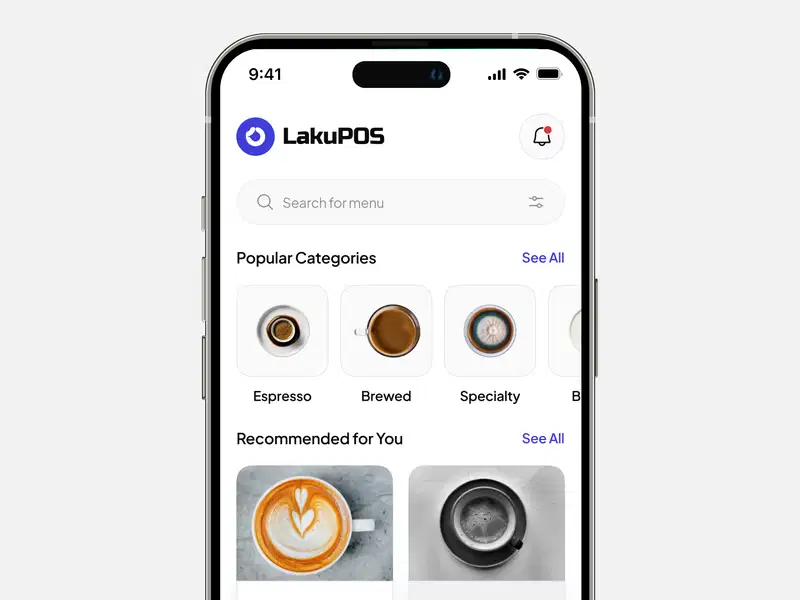 9:41
LakuPOS
Search for menu
Popular Categories
See All
Espresso
Brewed
Specialty
B
Recommended for You
See All